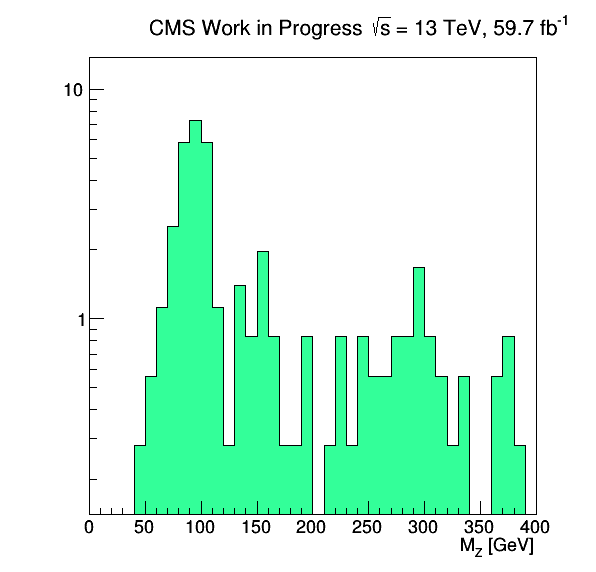 CMS Work in Progress √s = 13 TeV, 59.7 fb⁻¹
10
1
0 50 100 150 200 250 300 350 400
M_Z [GeV]